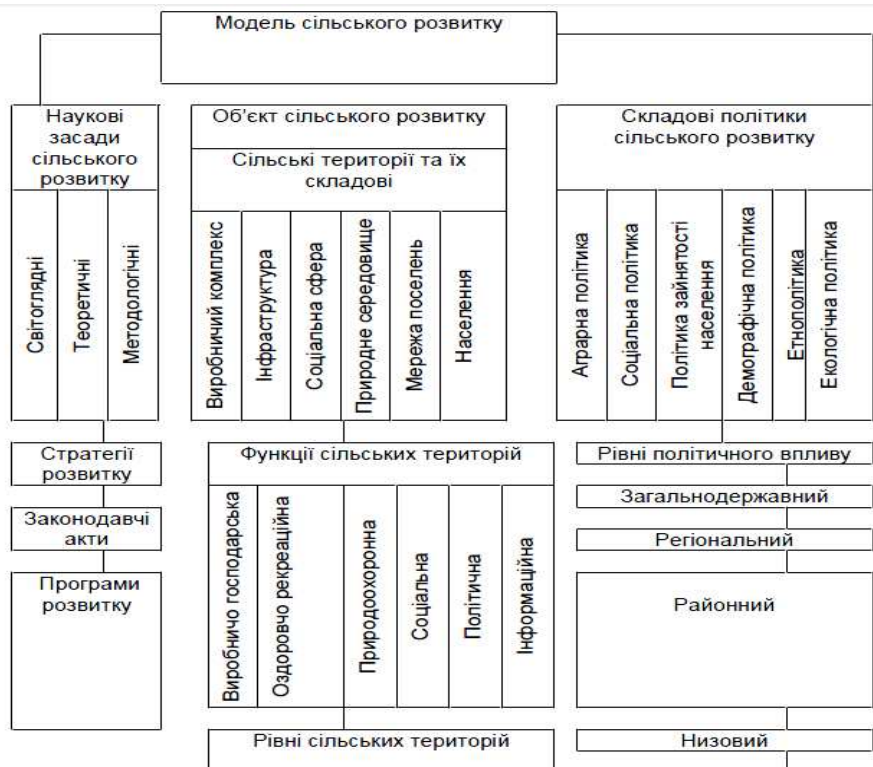 Модель сільського розвитку
Наукові
засади
сільського
розвитку
Світоглядні
Теоретичні
Методологічні
Стратегії
розвитку
Законодавчі
акти
Програми
розвитку
Об'єкт сільського розвитку
Сільські території та їх
складові
Виробничий комплекс
Інфраструктура
Соціальна сфера
Природне середовище
Мережа поселень
Населення
Функції сільських територій
Виробничо господарська
Оздоровчо рекреаційна
Природоохоронна
Соціальна
Політична
Інформаційна
Рівні сільських територій
Складові політики
сільського розвитку
Аграрна політика
Соціальна політика
Політика зайнятості
населення
Демографічна політика
Етнополітика
Екологічна політика
Рівні політичного впливу
Загальнодержавний
Регіональний
Районний
Низовий